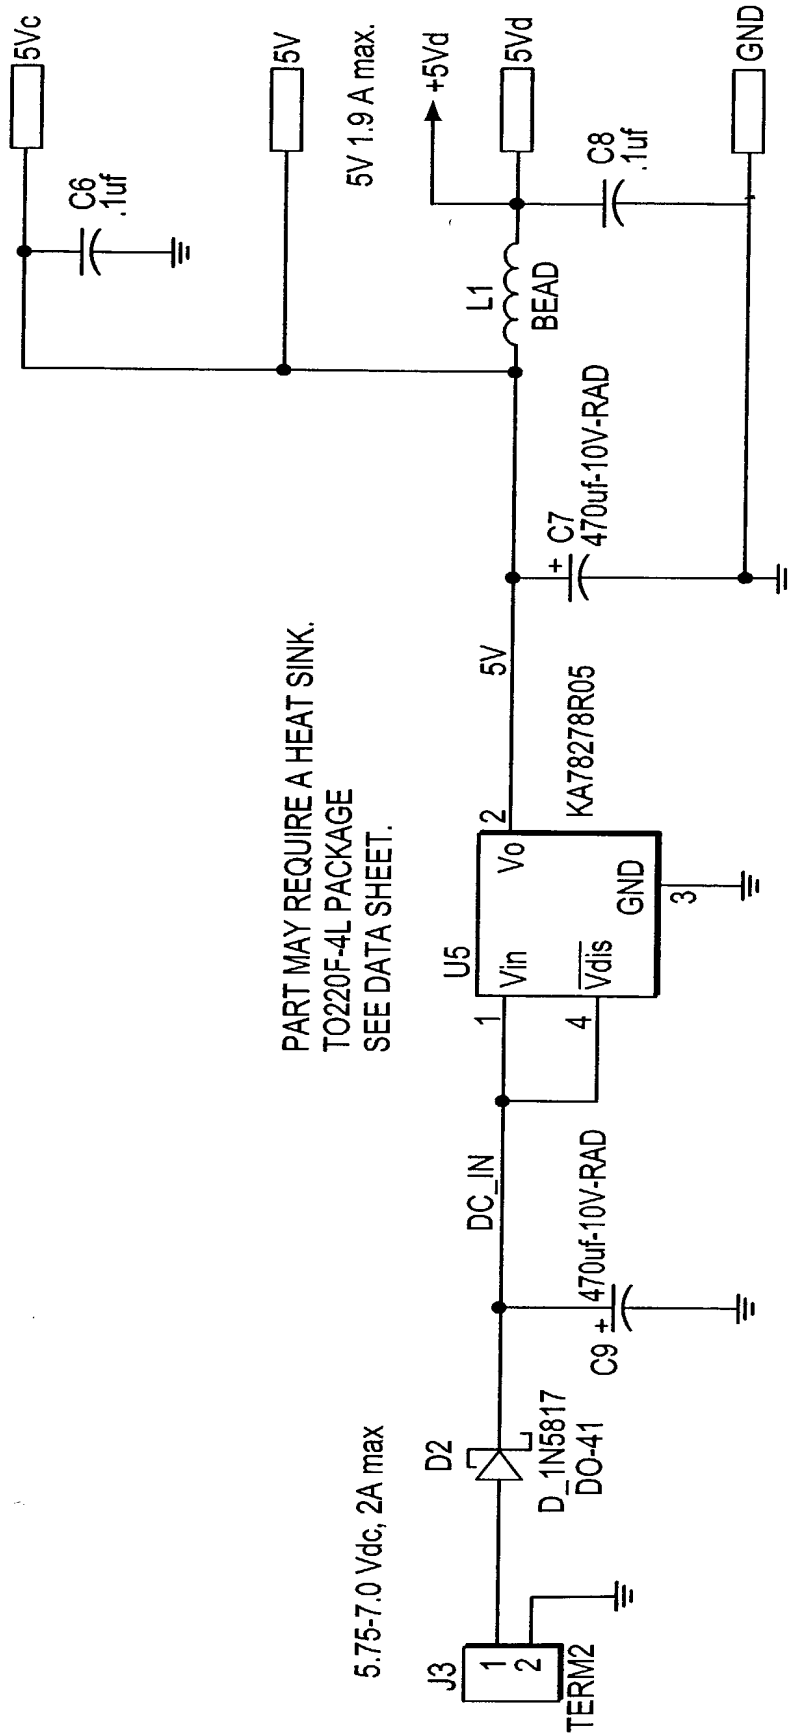 5.75-7.0 Vdc, 2A max
J3
1
2
TERM2
D2
D_1N5817
DO-41
C9
+
470uf-10V-RAD
DC_IN
PART MAY REQUIRE A HEAT SINK.
TO220F-4L PACKAGE
SEE DATA SHEET.
U5
1
4
Vin
Vdis
Vo
GND
2
3
KA78278R05
5V
+
C7
470uf-10V-RAD
L1
BEAD
C6
.1uf
5Vc
5V
5V 1.9 A max.
+5Vd
5Vd
C8
.1uf
GND